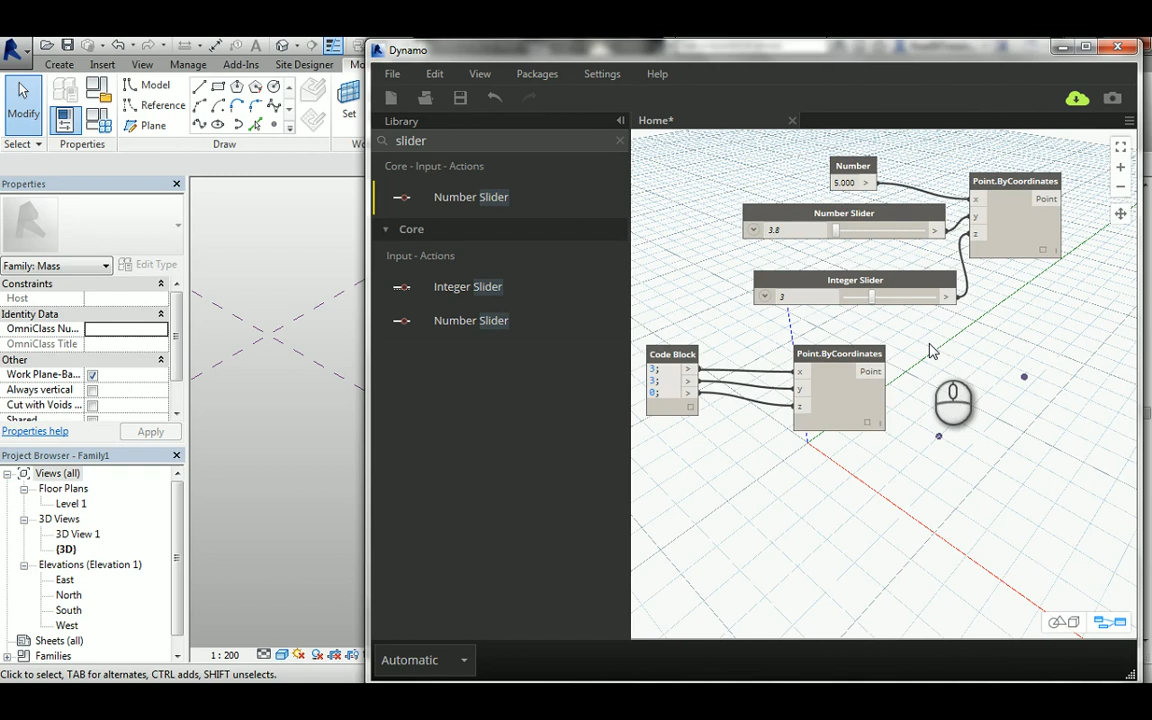 Dynamo
Create
Insert
View
Manage
Add-Ins
Site Designer
Mo
Modify
Model
Reference
Plane
Set
Select
Properties
Draw
Wo
File
Edit
View
Packages
Settings
Help
Library
Home*
slider
Core - Input - Actions
Number Slider
Core
Input - Actions
Integer Slider
Number Slider
Properties
Family: Mass
Edit Type
Constraints
Host
Identity Data
OmniClass Nu...
OmniClass Title
Other
Work Plane-Ba...
Always vertical
Cut with Voids ...
Shared
Properties help
Apply
Project Browser - Family1
Views (all)
Floor Plans
Level 1
3D Views
3D View 1
(3D)
Elevations (Elevation 1)
East
North
South
West
Sheets (all)
Families
Number
5.000 >
Point.ByCoordinates
x
y
z
Point
Number Slider
3.8 >
Integer Slider
3 >
Code Block
3; >
3; >
0; >
Point.ByCoordinates
x
y
z
Point
Automatic
1 : 200
Click to select, TAB for alternates, CTRL adds, SHIFT unselects.